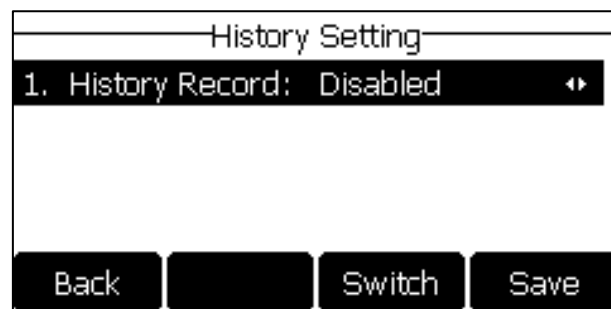 History Setting
1. History Record: Disabled
Back Switch Save